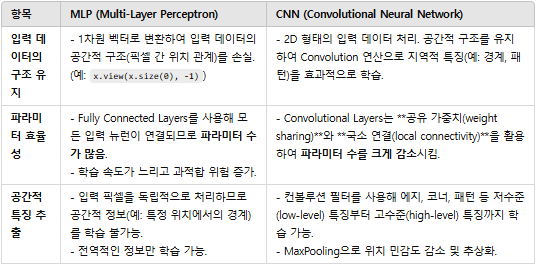 항목
MLP (Multi-Layer Perceptron)
CNN (Convolutional Neural Network)
입력 데
이터의
구조 유
지
- 1차원 벡터로 변환하여 입력 데이터의
공간적 구조(픽셀 간 위치 관계)를 손실.
(예: x.view(x.size(0), -1) )
- 2D 형태의 입력 데이터 처리. 공간적 구조를 유지
하여 Convolution 연산으로 지역적 특징(예: 경계, 패
턴)을 효과적으로 학습.
파라미
터 효율
성
- Fully Connected Layers를 사용해 모
든 입력 뉴런이 연결되므로 파라미터 수
가 많음.
- 학습 속도가 느리고 과적합 위험 증가.
- Convolutional Layers는 **공유 가중치(weight
sharing)**와 **국소 연결(local connectivity)**을 활용
하여 파라미터 수를 크게 감소시킴.
공간적
특징 추
출
- 입력 픽셀을 독립적으로 처리하므로
공간적 정보(예: 특정 위치에서의 경계)
를 학습 불가능.
- 전역적인 정보만 학습 가능.
- 컨볼루션 필터를 사용해 에지, 코너, 패턴 등 저수준
(low-level) 특징부터 고수준(high-level) 특징까지 학
습 가능.
- MaxPooling으로 위치 민감도 감소 및 추상화.